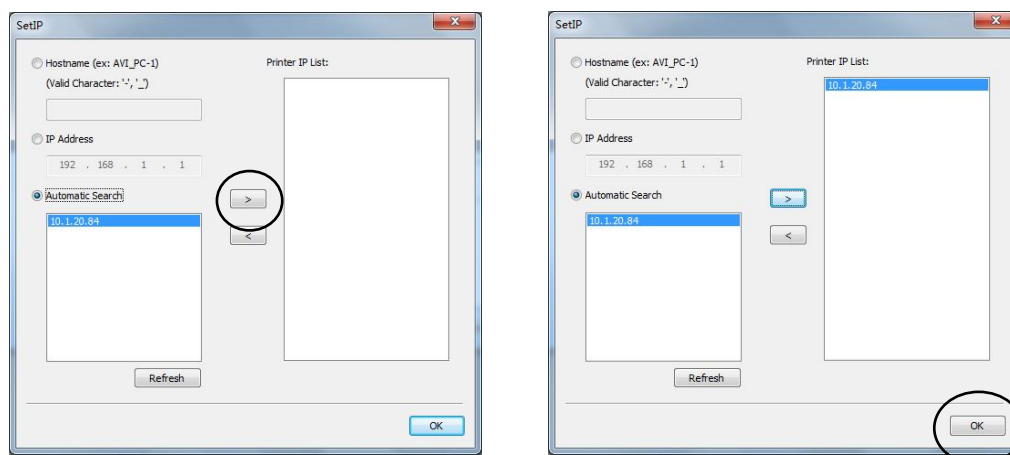 SetIP
Hostname (ex: AVI_PC-1)
(Valid Character: '-', '_')
IP Address
192 . 168 . 1 . 1
Automatic Search
10.1.20.84
Refresh
Printer IP List:
>
<
OK
SetIP
Hostname (ex: AVI_PC-1)
(Valid Character: '-', '_')
IP Address
192 . 168 . 1 . 1
Automatic Search
10.1.20.84
Refresh
Printer IP List:
10.1.20.84
>
<
OK